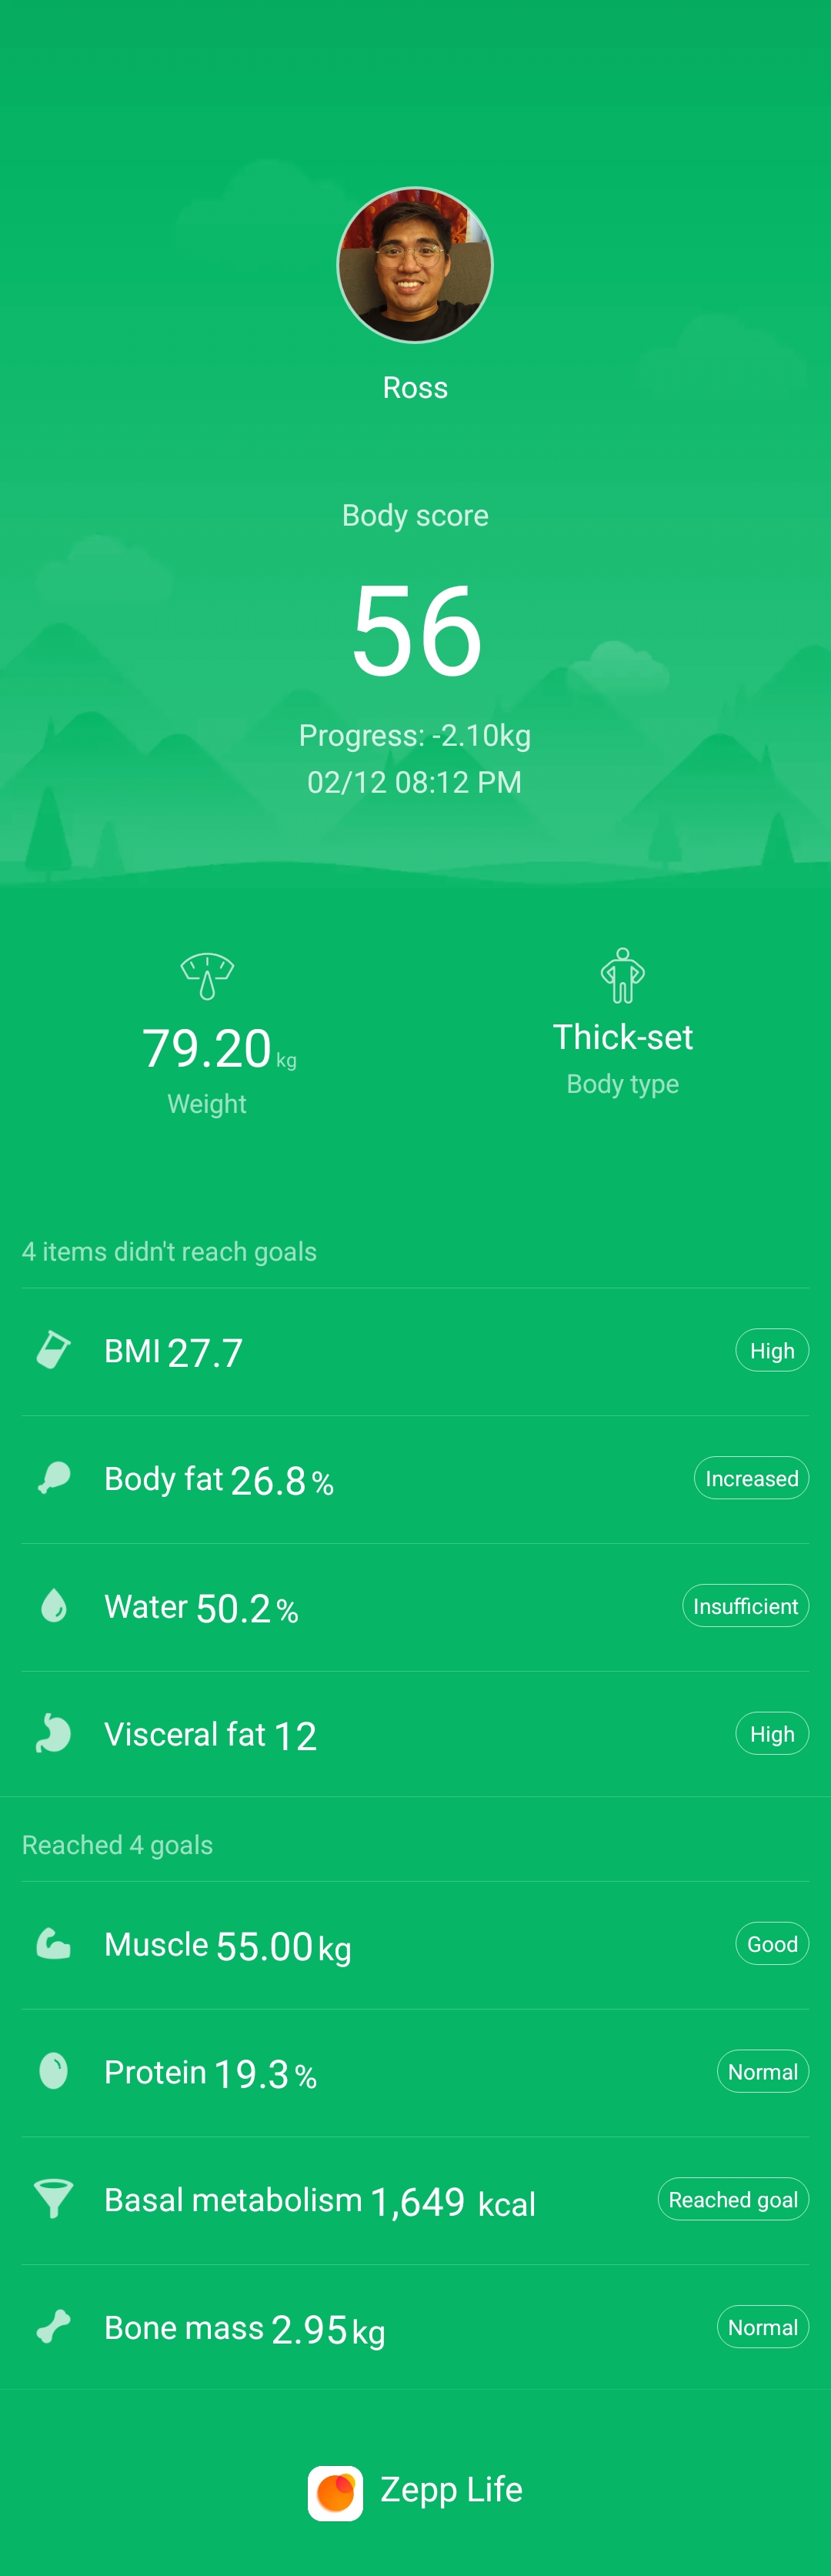 Ross
Body score
56
Progress: -2.10kg
02/12 08:12 PM
79.20 kg
Weight
Thick-set
Body type
4 items didn't reach goals
BMI 27.7 High
Body fat 26.8 % Increased
Water 50.2 % Insufficient
Visceral fat 12 High
Reached 4 goals
Muscle 55.00 kg Good
Protein 19.3 % Normal
Basal metabolism 1,649 kcal Reached goal
Bone mass 2.95 kg Normal
Zepp Life